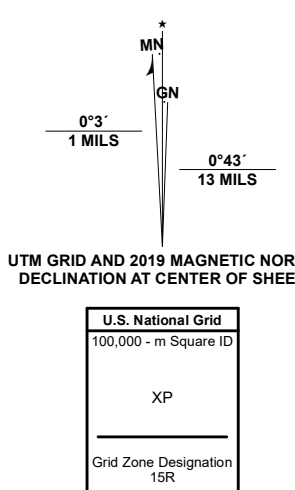 ★
MN
GN
0°3´
1 MILS
0°43´
13 MILS
UTM GRID AND 2019 MAGNETIC NOR
DECLINATION AT CENTER OF SHEE
U.S. National Grid
100,000 - m Square ID
XP
Grid Zone Designation
15R